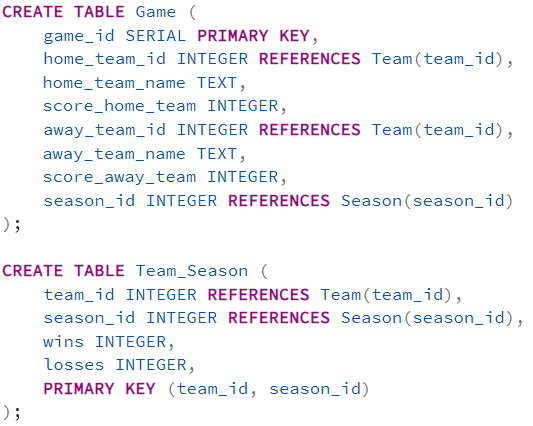 CREATE TABLE Game (
    game_id SERIAL PRIMARY KEY,
    home_team_id INTEGER REFERENCES Team(team_id),
    home_team_name TEXT,
    score_home_team INTEGER,
    away_team_id INTEGER REFERENCES Team(team_id),
    away_team_name TEXT,
    score_away_team INTEGER,
    season_id INTEGER REFERENCES Season(season_id)
);

CREATE TABLE Team_Season (
    team_id INTEGER REFERENCES Team(team_id),
    season_id INTEGER REFERENCES Season(season_id),
    wins INTEGER,
    losses INTEGER,
    PRIMARY KEY (team_id, season_id)
);